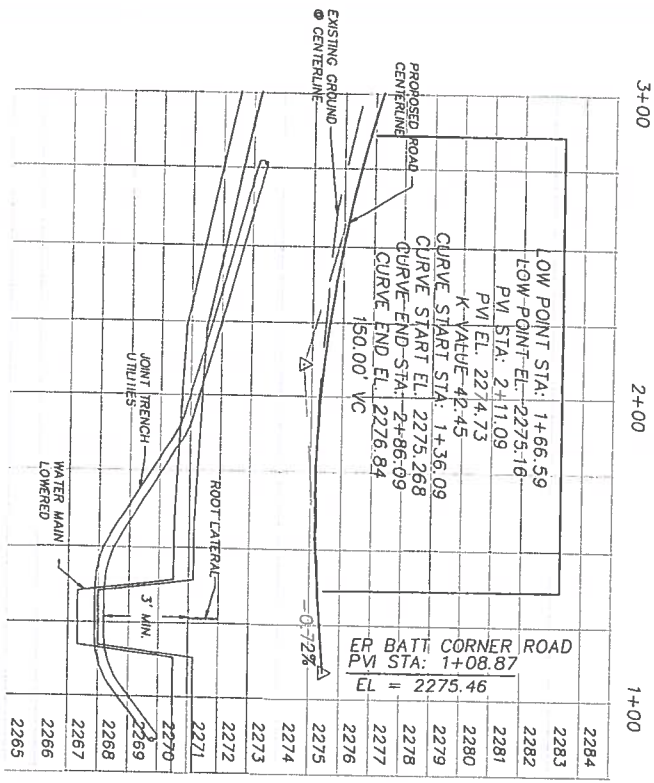 3+00
2+00
1+00
EXISTING GROUND
@ CENTERLINE
PROPOSED ROAD
CENTERLINE
LOW POINT STA: 1+66.59
LOW POINT EL: 2275.16
PVI STA: 2+11.09
PVI EL: 2274.73
K-VALUE 42.45
CURVE START STA: 1+36.09
CURVE START EL: 2275.268
CURVE END STA: 2+86.09
CURVE END EL: 2276.84
150.00' VC
-0.72%
ER BATT CORNER ROAD
PVI STA: 1+08.87
EL = 2275.46
JOINT TRENCH
UTILITIES
WATER MAIN
LOWERED
ROOT LATERAL
3' MIN.
2284
2283
2282
2281
2280
2279
2278
2277
2276
2275
2274
2273
2272
2271
2270
2269
2268
2267
2266
2265